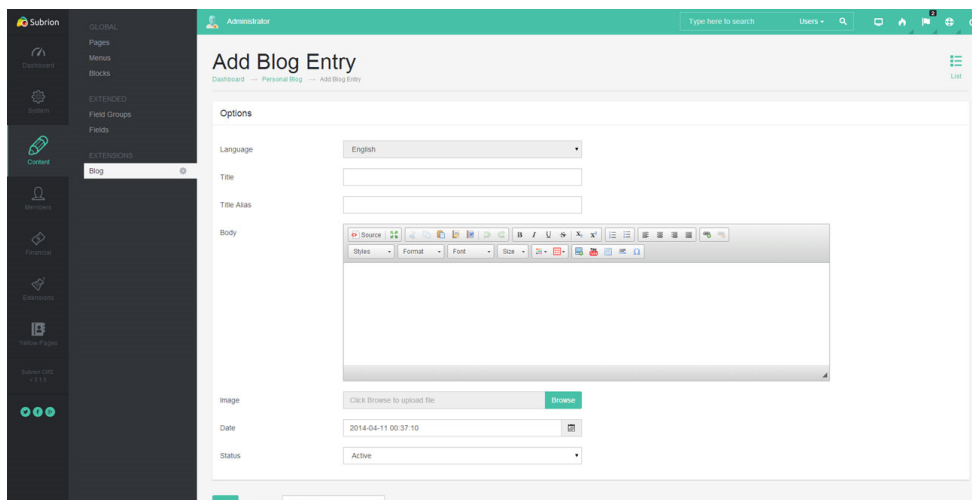 Subrion
Dashboard
System
Content
Members
Financial
Extensions
Yellow Pages
Subrion CMS
GLOBAL
Pages
Menus
Blocks
EXTENDED
Field Groups
Fields
EXTENSIONS
Blog
Administrator
Type here to search
Users
2
Add Blog Entry
Dashboard → Personal Blog → Add Blog Entry
List
Options
Language
English
Title
Title Alias
Body
Source
B I U S X₂ X²
Styles Format Font Size
Image
Click Browse to upload file
Browse
Date
2014-04-11 00:37:10
Status
Active